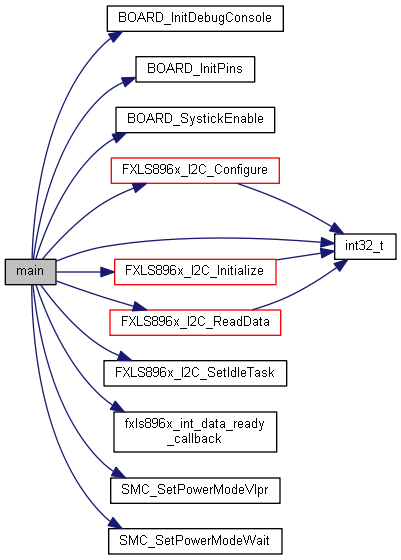 BOARD_InitDebugConsole
BOARD_InitPins
BOARD_SystickEnable
FXLS896x_I2C_Configure
int32_t
main
FXLS896x_I2C_Initialize
FXLS896x_I2C_ReadData
FXLS896x_I2C_SetIdleTask
fxls896x_int_data_ready
_callback
SMC_SetPowerModeVlpr
SMC_SetPowerModeWait